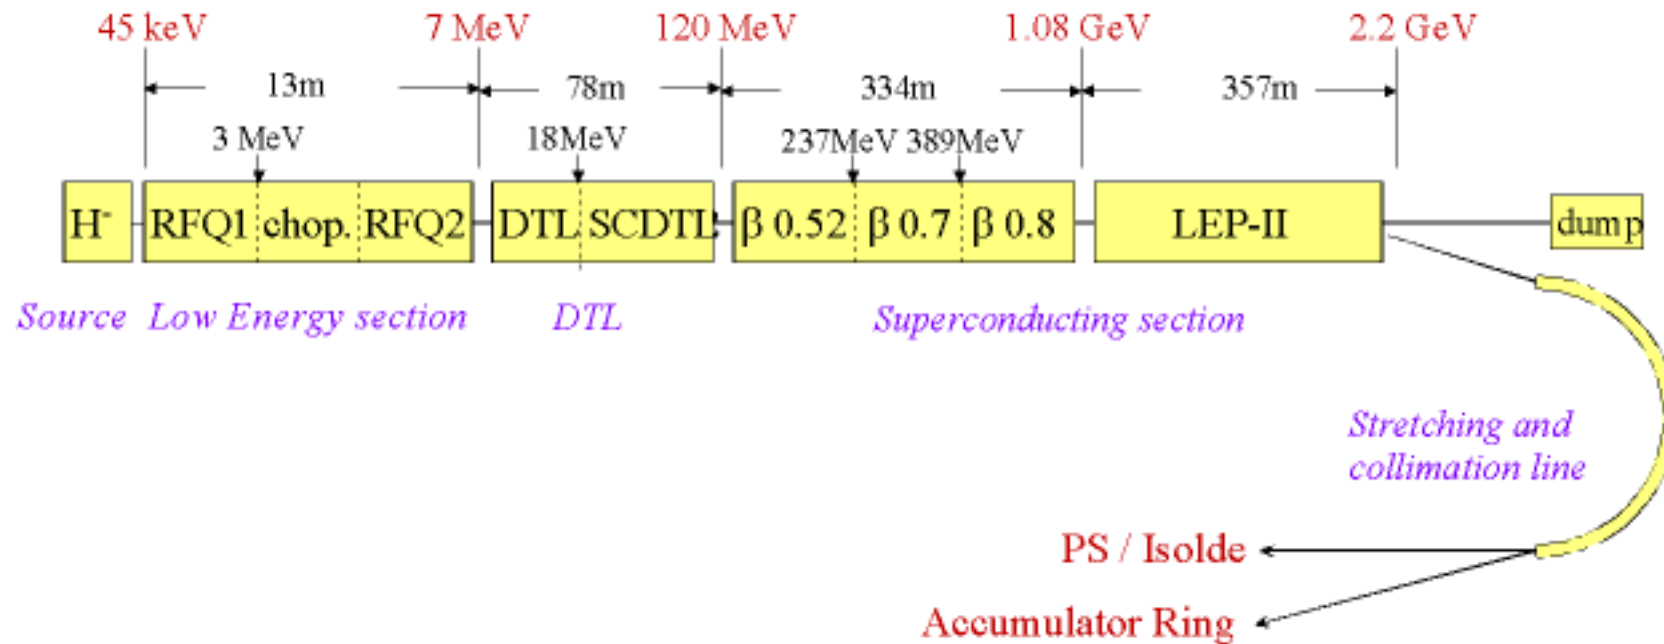 45 keV 7 MeV 120 MeV 1.08 GeV 2.2 GeV
13m 78m 334m 357m
3 MeV 18MeV 237MeV 389MeV
H- RFQ1 chop. RFQ2 DTL SCDTL β 0.52 β 0.7 β 0.8 LEP-II dump
Source Low Energy section DTL Superconducting section
Stretching and
collimation line
PS / Isolde
Accumulator Ring